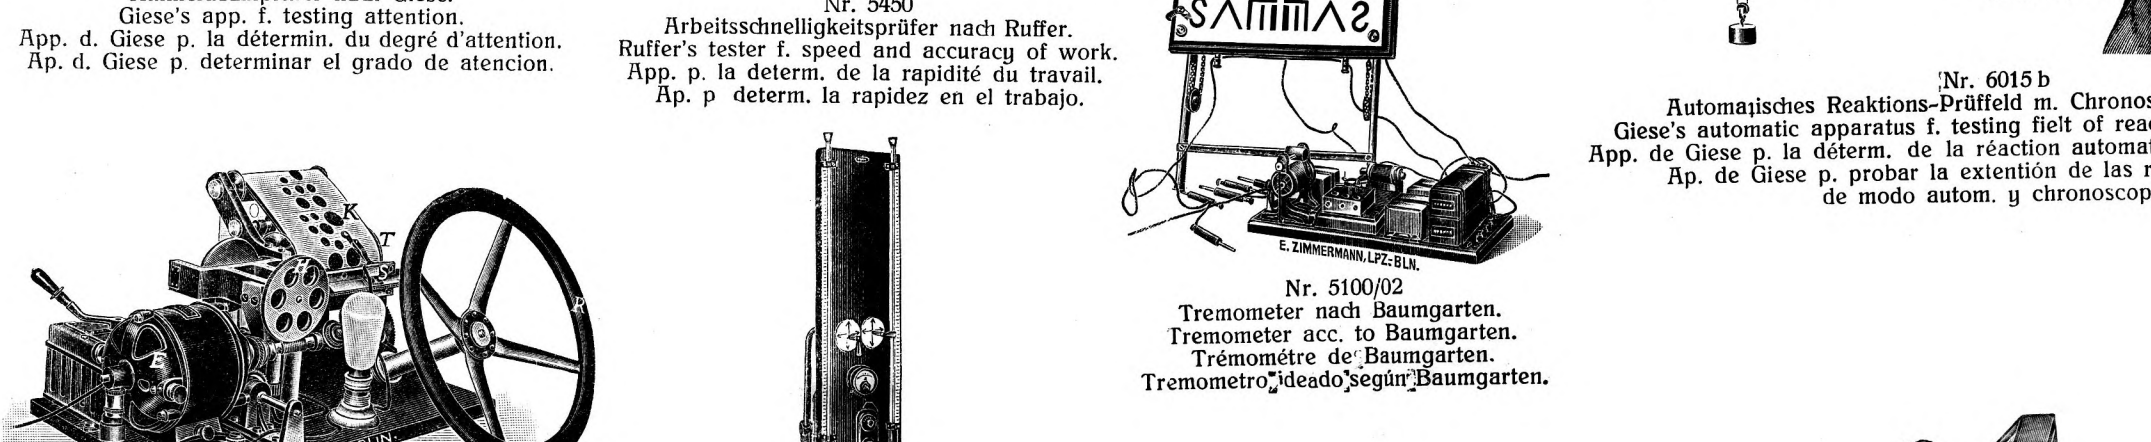 Giese's app. f. testing attention.
App. d. Giese p. la détermin. du degré d'attention.
Ap. d. Giese p. determinar el grado de atencion.
Nr. 5450
Arbeitsschnelligkeitsprüfer nach Ruffer.
Ruffer's tester f. speed and accuracy of work.
App. p. la determ. de la rapidité du travail.
Ap. p determ. la rapidez en el trabajo.
K
T
H
S
R
E
E. ZIMMERMANN, LPZ.-BLN.
Nr. 5100/02
Tremometer nach Baumgarten.
Tremometer acc. to Baumgarten.
Trémométre de Baumgarten.
Tremometro ideado según Baumgarten.
Nr. 6015 b
Automatisches Reaktions-Prüffeld m. Chronos
Giese's automatic apparatus f. testing fielt of reac
App. de Giese p. la déterm. de la réaction automat
Ap. de Giese p. probar la extentión de las r
de modo autom. y chronoscop